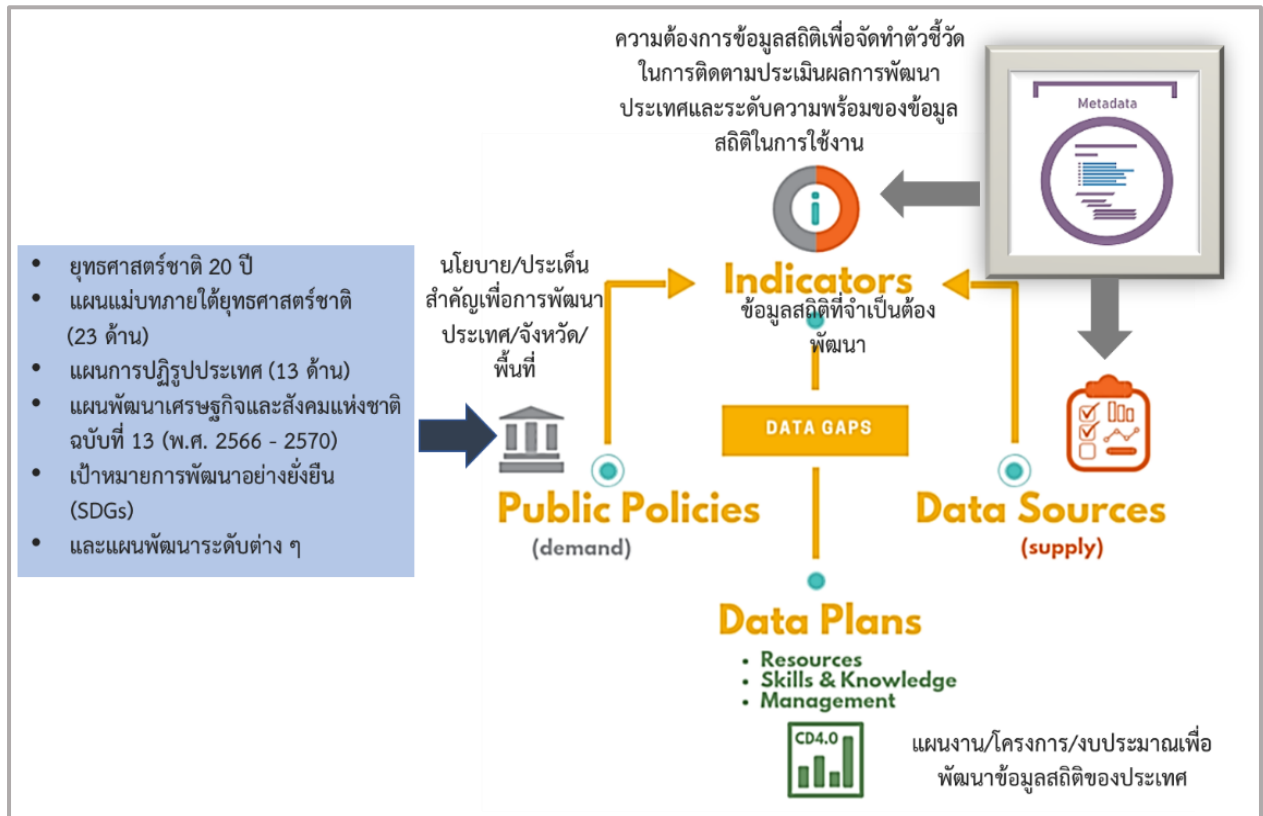 ความต้องการข้อมูลสถิติเพื่อจัดทำตัวชี้วัด
ในการติดตามประเมินผลการพัฒนา
ประเทศและระดับความพร้อมของข้อมูล
สถิติในการใช้งาน
Metadata
• ยุทธศาสตร์ชาติ 20 ปี
• แผนแม่บทภายใต้ยุทธศาสตร์ชาติ
(23 ด้าน)
• แผนการปฏิรูปประเทศ (13 ด้าน)
• แผนพัฒนาเศรษฐกิจและสังคมแห่งชาติ
ฉบับที่ 13 (พ.ศ. 2566 - 2570)
• เป้าหมายการพัฒนาอย่างยั่งยืน
(SDGs)
• และแผนพัฒนาระดับต่าง ๆ
นโยบาย/ประเด็น
สำคัญเพื่อการพัฒนา
ประเทศ/จังหวัด/
พื้นที่
Indicators
ข้อมูลสถิติที่จำเป็นต้อง
พัฒนา
DATA GAPS
Public Policies
(demand)
Data Sources
(supply)
Data Plans
• Resources
• Skills & Knowledge
• Management
CD4.0
แผนงาน/โครงการ/งบประมาณเพื่อ
พัฒนาข้อมูลสถิติของประเทศ